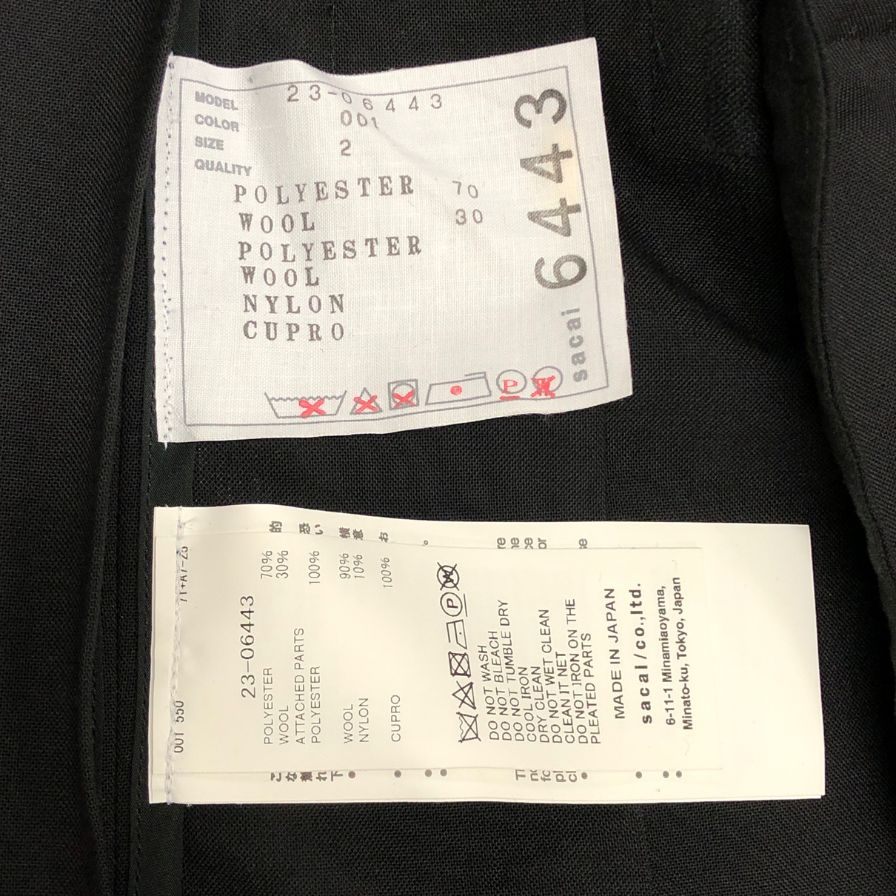 MODEL 23-06443
COLOR 001
SIZE 2
QUALITY
POLYESTER 70
WOOL 30
POLYESTER
WOOL
NYLON
CUPRO
P
W
sacai 6443
001 550
23-06443
POLYESTER 70%
WOOL 30%
ATTACHED PARTS
POLYESTER 100%
WOOL 90%
NYLON 10%
CUPRO 100%
P
W
DO NOT WASH
DO NOT BLEACH
DO NOT TUMBLE DRY
COOL IRON
DRY CLEAN
DO NOT WET CLEAN
CLEAN IT NET
DO NOT IRON ON THE
PLEATED PARTS
MADE IN JAPAN
sacai/co.,ltd.
6-11-1 Minamiaoyama,
Minato-ku, Tokyo, Japan